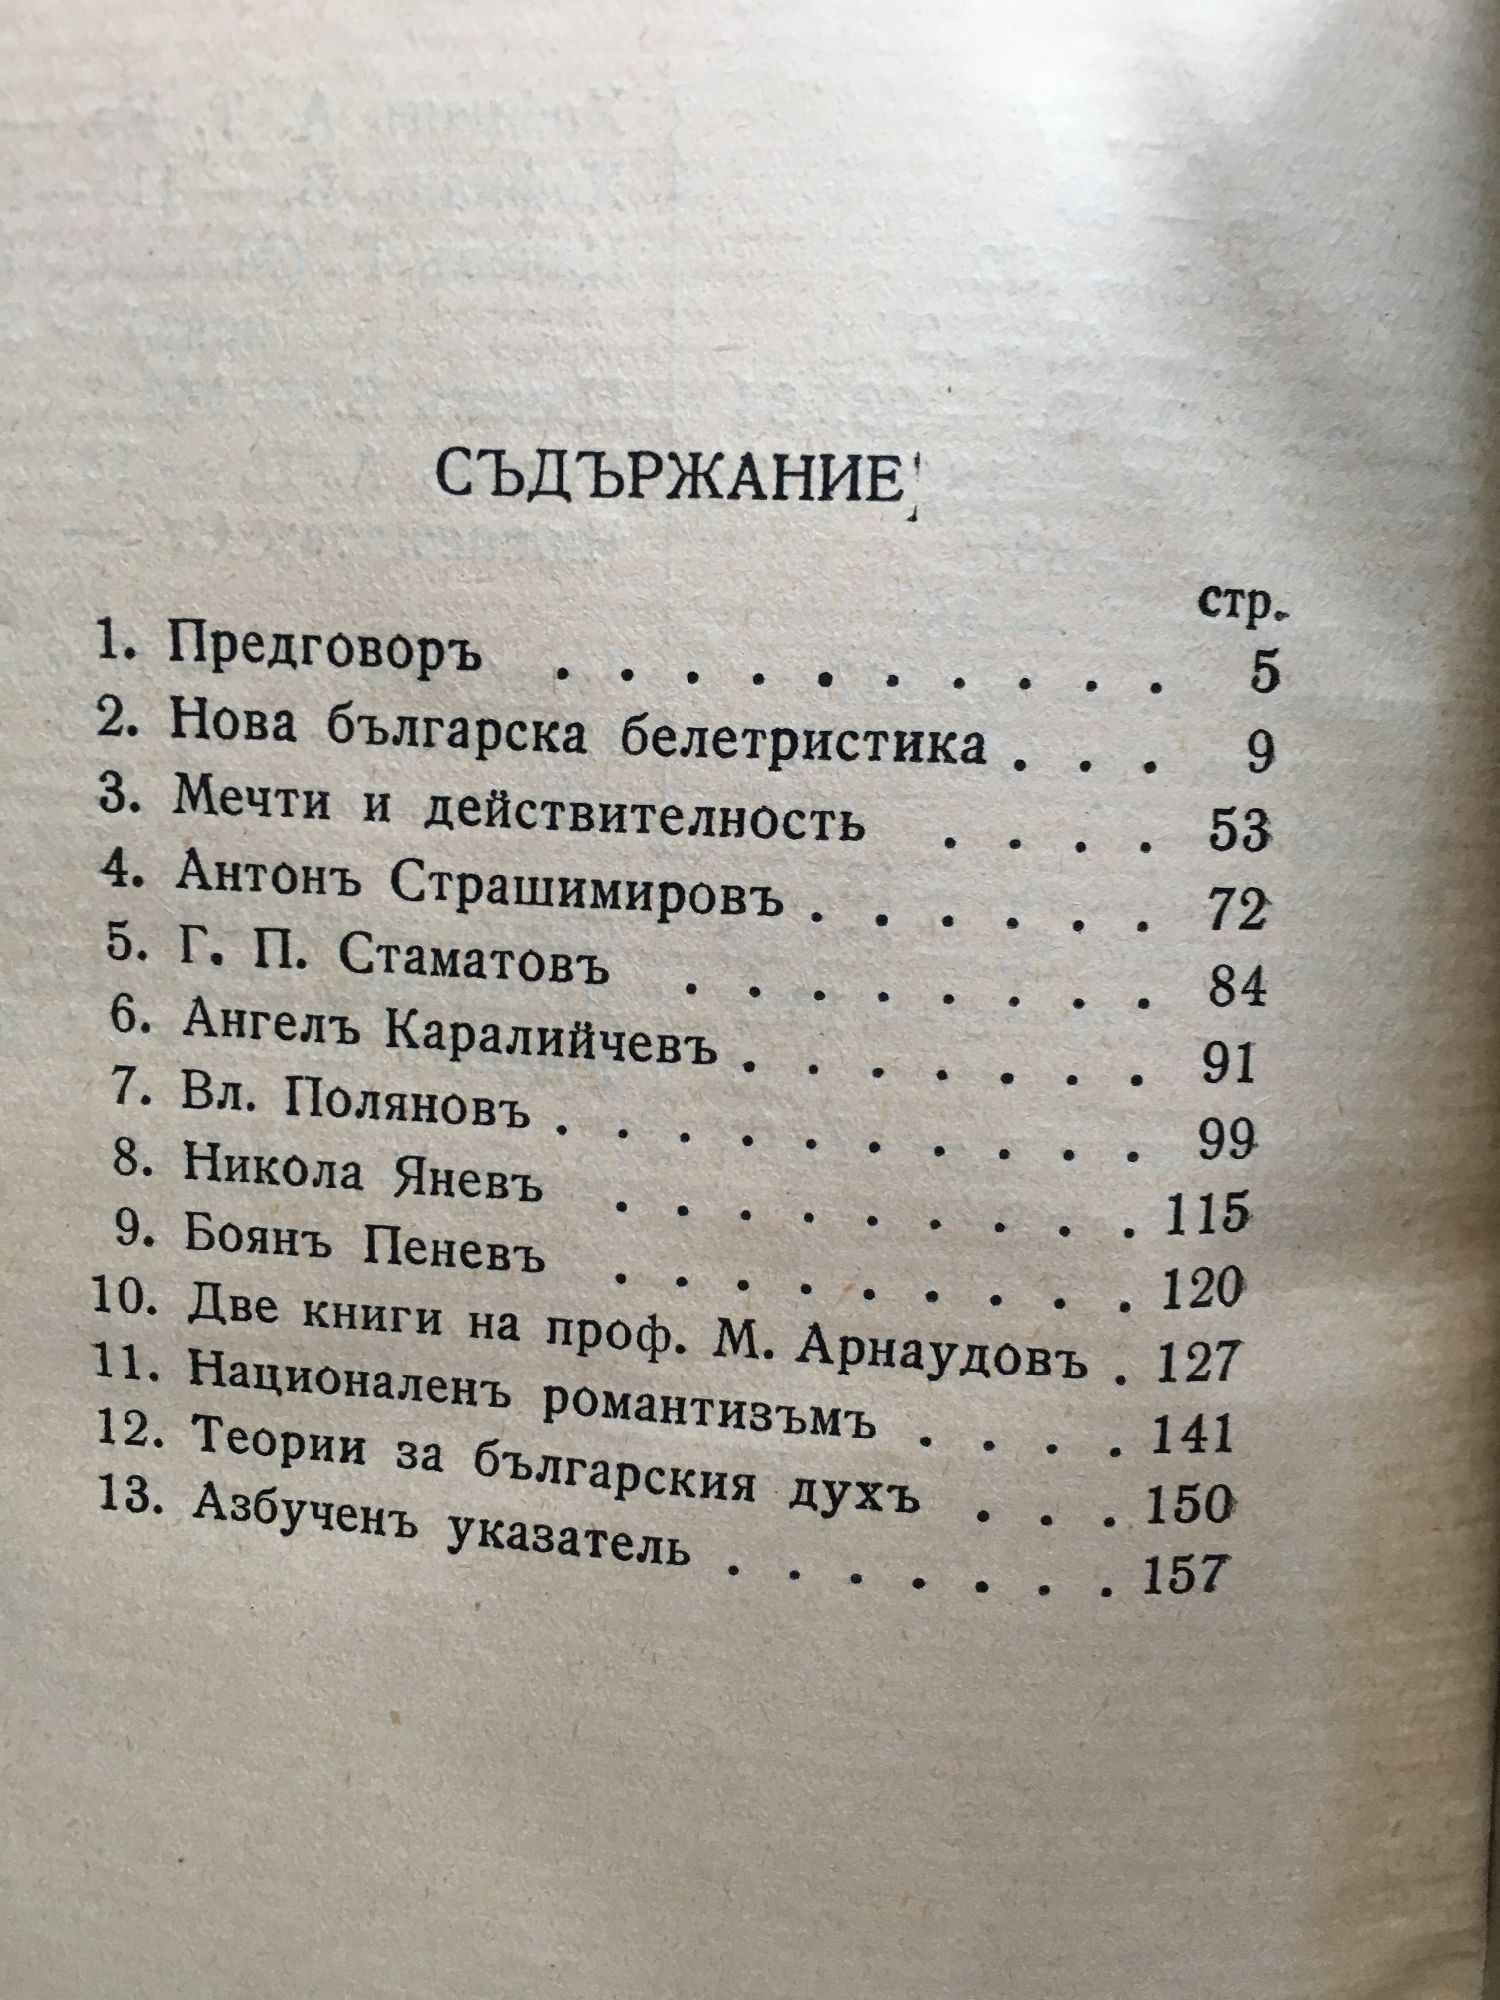 СЪДЪРЖАНИЕ
стр.
1. Предговоръ . . . . . . . . . . 5
2. Нова българска белетристика . . . 9
3. Мечти и действителность . . . . 53
4. Антонъ Страшимировъ . . . . . . 72
5. Г. П. Стаматовъ . . . . . . . . 84
6. Ангелъ Каралийчевъ . . . . . . . 91
7. Вл. Поляновъ . . . . . . . . . . 99
8. Никола Яневъ . . . . . . . . . 115
9. Боянъ Пеневъ . . . . . . . . . 120
10. Две книги на проф. М. Арнаудовъ . 127
11. Националенъ романтизъмъ . . . . 141
12. Теории за българския духъ . . . 150
13. Азбученъ указатель . . . . . . . 157